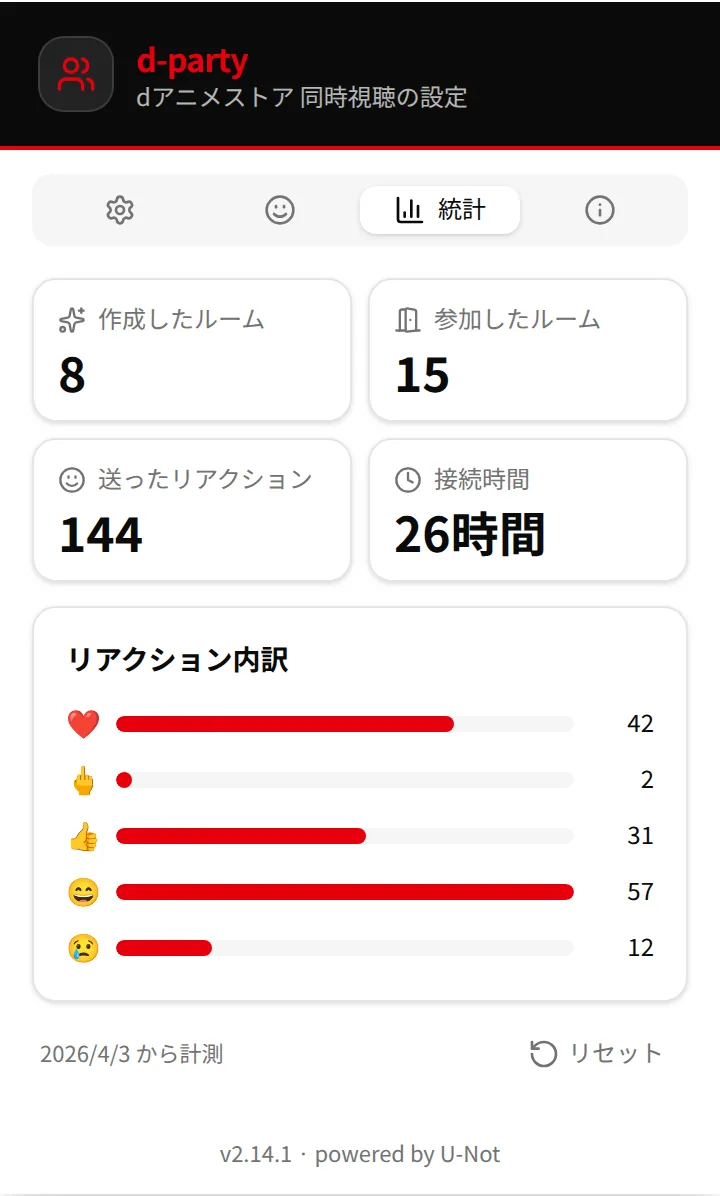 d-party
dアニメストア 同時視聴の設定
統計
作成したルーム
8
参加したルーム
15
送ったリアクション
144
接続時間
26時間
リアクション内訳
❤️ 42
🖕 2
👍 31
😄 57
😢 12
2026/4/3 から計測
リセット
v2.14.1 · powered by U-Not